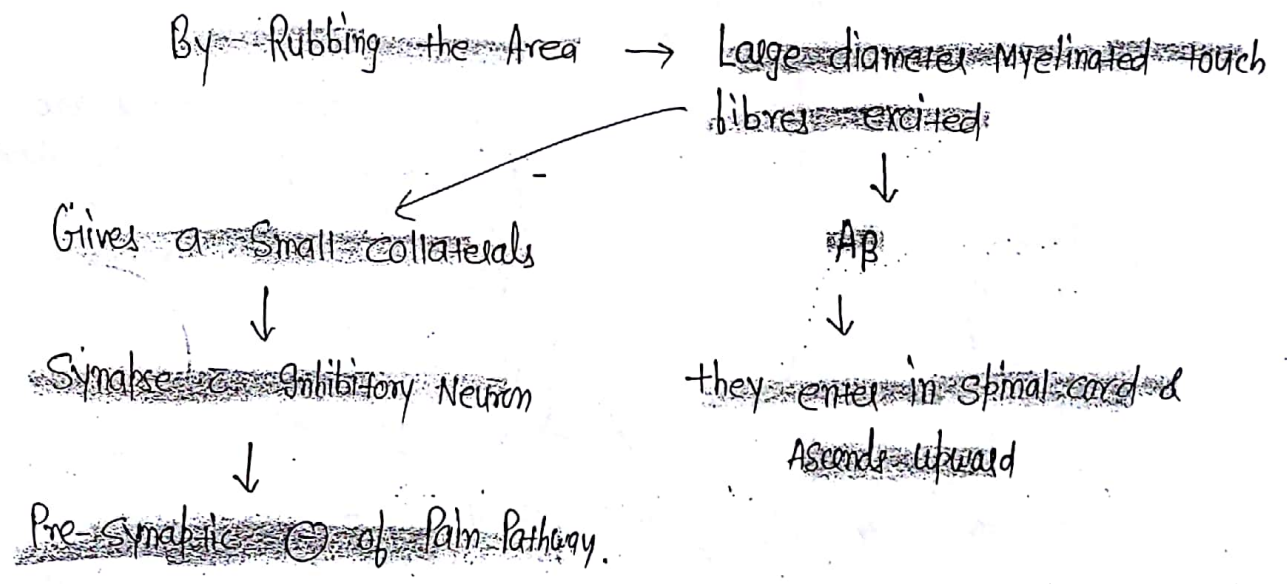 By Rubbing the Area → Large diameter Myelinated touch
fibres excited
↓
Gives a small collaterals
Aβ
↓
↓
Synapse c̄ Inhibitory Neuron
they enter in spinal cord &
Ascends upward
↓
Pre-synaptic ⊖ of Pain Pathway.